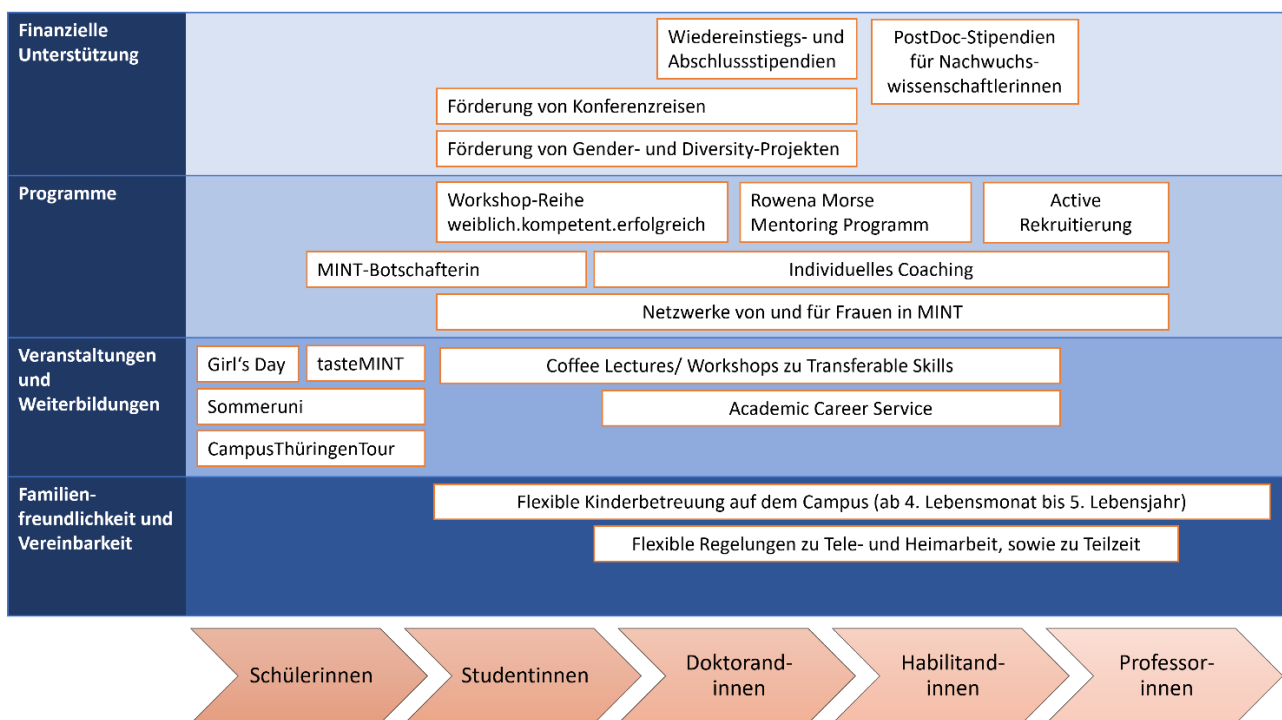 Finanzielle
Unterstützung
Wiedereinstiegs- und
Abschlussstipendien
PostDoc-Stipendien
für Nachwuchs-
wissenschaftlerinnen
Förderung von Konferenzreisen
Förderung von Gender- und Diversity-Projekten
Programme
Workshop-Reihe
weiblich.kompetent.erfolgreich
Rowena Morse
Mentoring Programm
Active
Rekruitierung
MINT-Botschafterin
Individuelles Coaching
Netzwerke von und für Frauen in MINT
Veranstaltungen
und
Weiterbildungen
Girl‘s Day
tasteMINT
Coffee Lectures/ Workshops zu Transferable Skills
Sommeruni
Academic Career Service
CampusThüringenTour
Familien-
freundlichkeit und
Vereinbarkeit
Flexible Kinderbetreuung auf dem Campus (ab 4. Lebensmonat bis 5. Lebensjahr)
Flexible Regelungen zu Tele- und Heimarbeit, sowie zu Teilzeit
Schülerinnen
Studentinnen
Doktorand-
innen
Habilitand-
innen
Professor-
innen